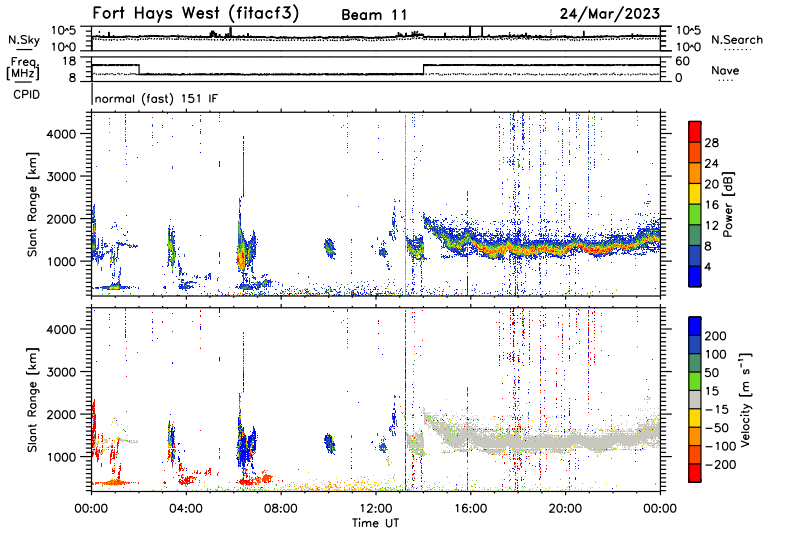 Fort Hays West (fitacf3) Beam 11 24/Mar/2023
N.Sky 10^5 10^5 N.Search
10^0 10^0
Freq. 18 60 Nave
[MHz] 8 0
CPID normal (fast) 151 IF
4000
3000
2000
1000
Slant Range [km]
28
24
20
16
12
8
4
Power [dB]
4000
3000
2000
1000
Slant Range [km]
200
100
50
15
−15
−50
−100
−200
Velocity [m s⁻¹]
00:00 04:00 08:00 12:00 16:00 20:00 00:00
Time UT